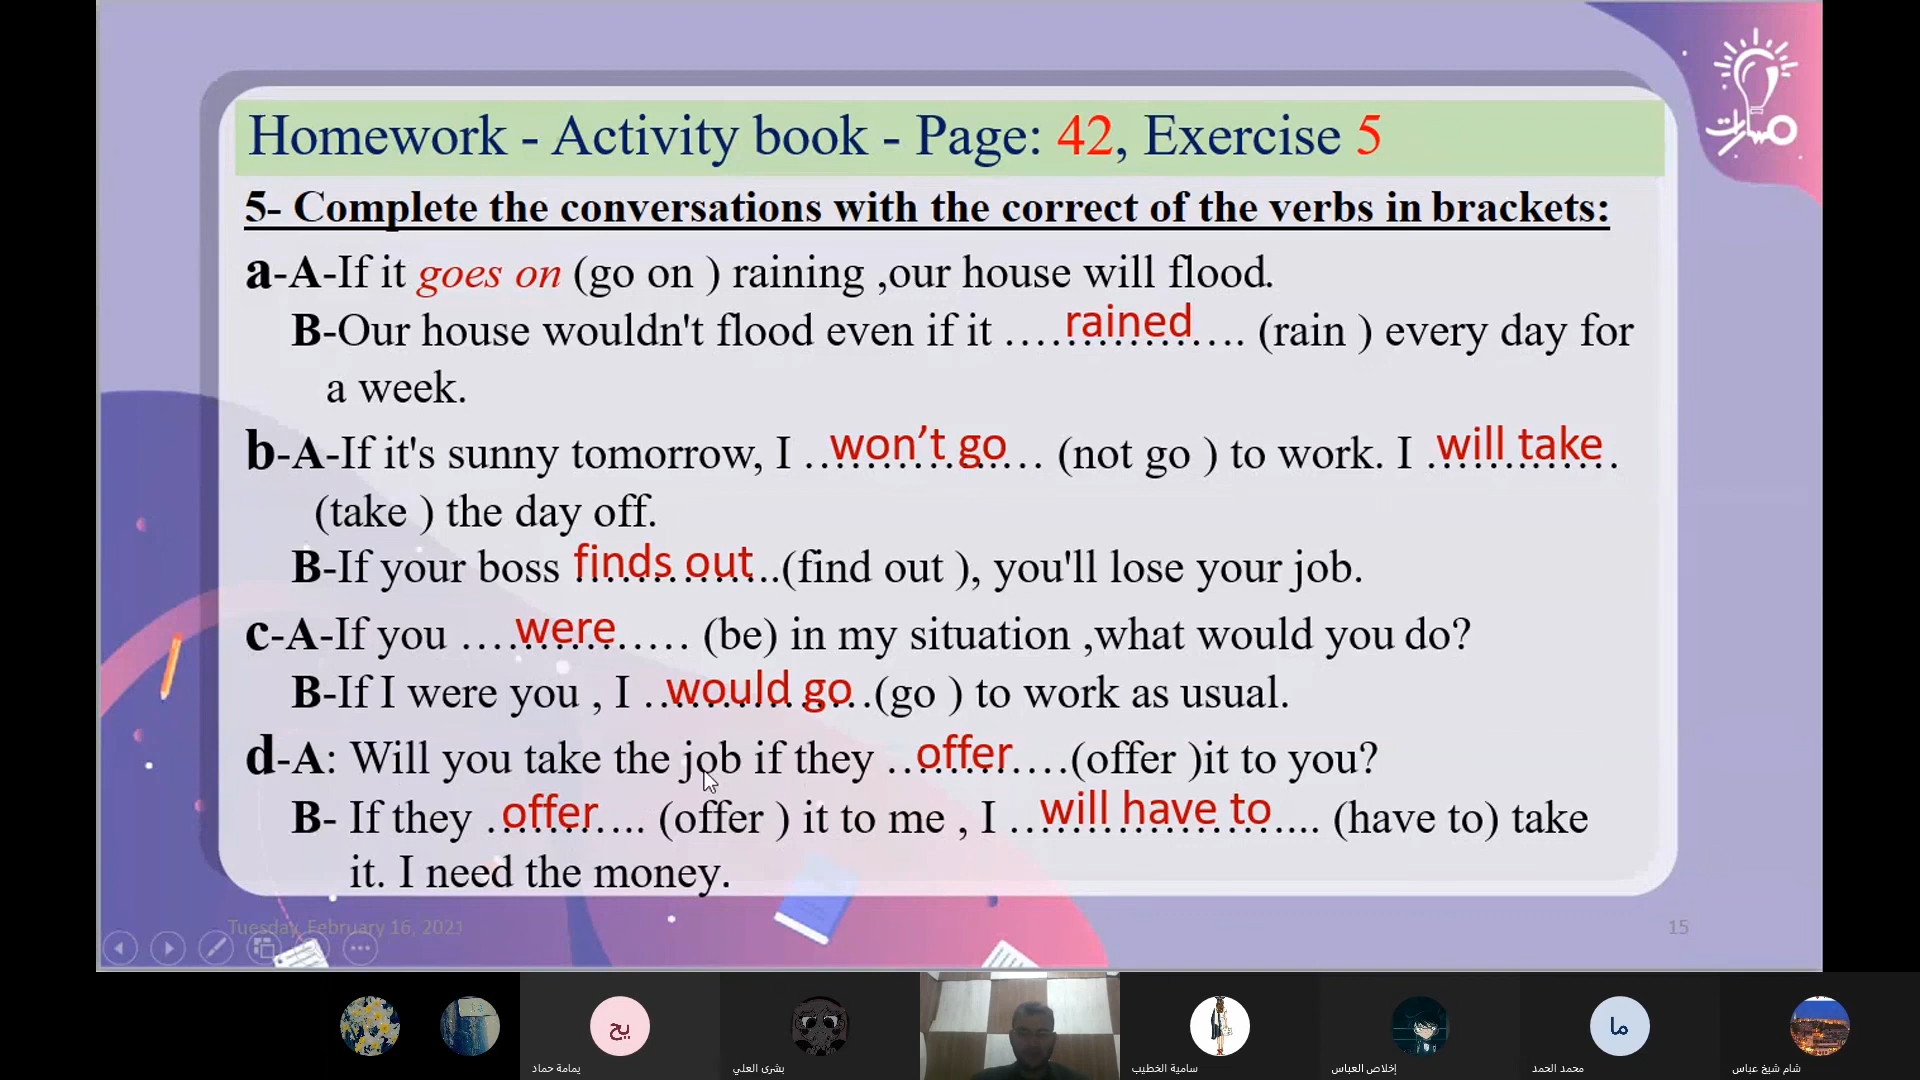 مسارات
Homework - Activity book - Page: 42, Exercise 5
5- Complete the conversations with the correct of the verbs in brackets:
a-A-If it goes on (go on ) raining ,our house will flood.
B-Our house wouldn't flood even if it ……rained……. (rain ) every day for
a week.
b-A-If it's sunny tomorrow, I …won’t go… (not go ) to work. I …will take….
(take ) the day off.
B-If your boss finds out..(find out ), you'll lose your job.
c-A-If you …were…… (be) in my situation ,what would you do?
B-If I were you , I ..would go.(go ) to work as usual.
d-A: Will you take the job if they …offer….(offer )it to you?
B- If they .offer….. (offer ) it to me , I …will have to….. (have to) take
it. I need the money.
Tuesday, February 16, 2021
15
يح
ما
يمامة حماد
بشرى العلي
سامية الخطيب
إخلاص العباس
محمد الحمد
شام شيخ عباس